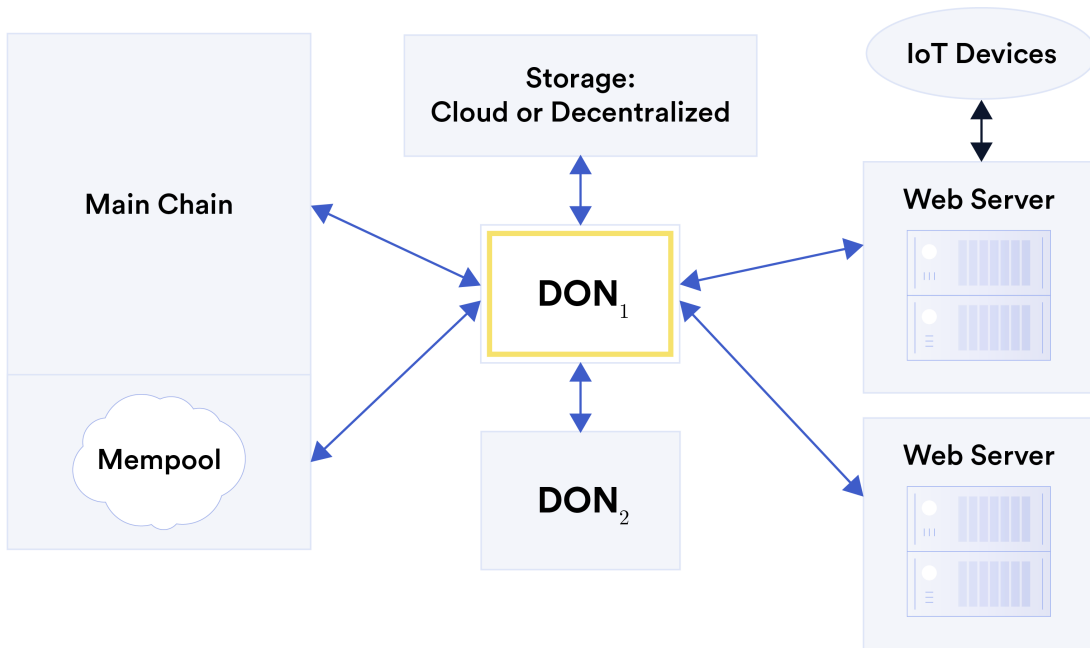 Main Chain
Mempool
Storage:
Cloud or Decentralized
DON1
DON2
IoT Devices
Web Server
Web Server